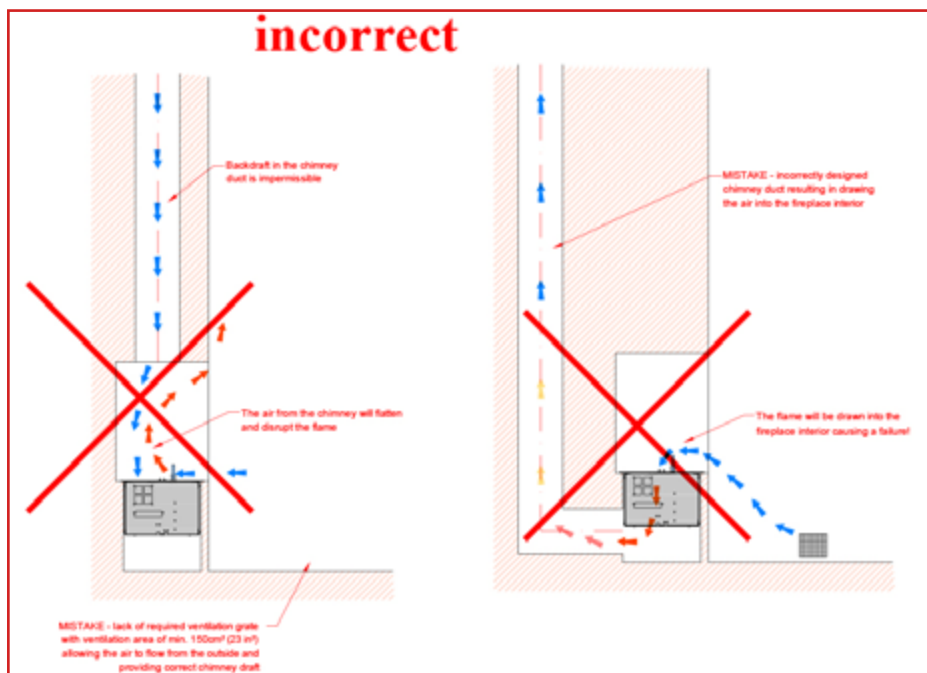 incorrect
Backdraft in the chimney
duct is impermissible
The air from the chimney will flatten
and disrupt the flame
MISTAKE - lack of required ventilation grate
with ventilation area of min. 150cm² (23 in²)
allowing the air to flow from the outside and
providing correct chimney draft
MISTAKE - incorrectly designed
chimney duct resulting in drawing
the air into the fireplace interior
The flame will be drawn into the
fireplace interior causing a failure!